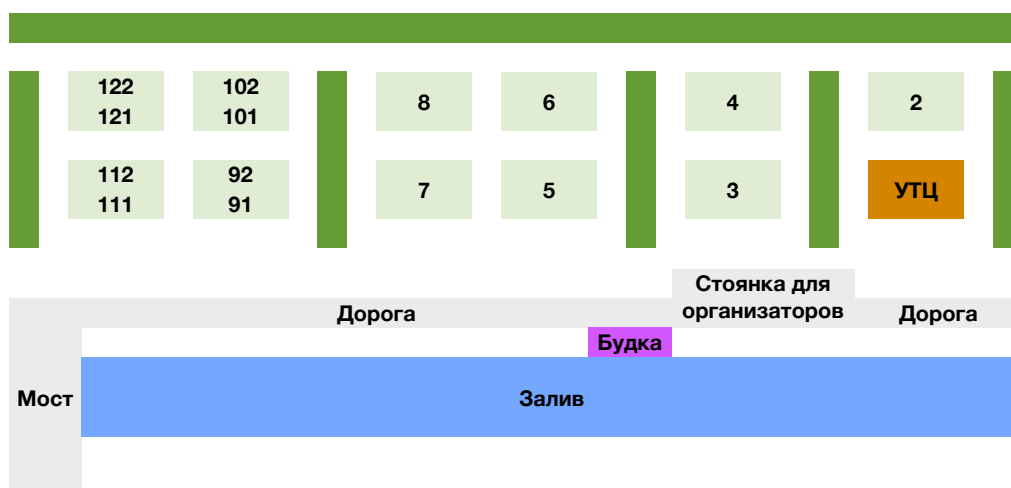 122
121
102
101
8
6
4
2
112
111
92
91
7
5
3
УТЦ
Стоянка для
организаторов
Дорога
Дорога
Будка
Мост
Залив